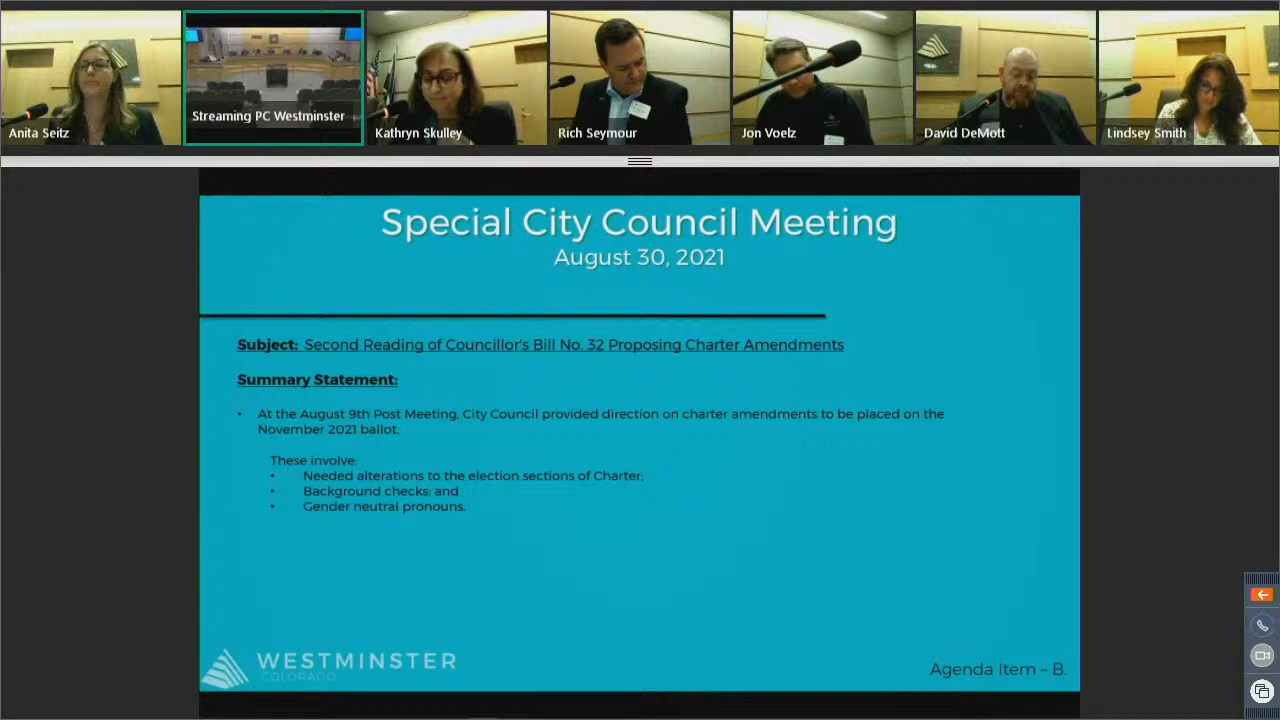 Anita Seitz
Streaming PC Westminster
Kathryn Skulley
Rich Seymour
Jon Voelz
David DeMott
Lindsey Smith
Special City Council Meeting
August 30, 2021
Subject: Second Reading of Councillor's Bill No. 32 Proposing Charter Amendments
Summary Statement:
• At the August 9th Post Meeting, City Council provided direction on charter amendments to be placed on the
November 2021 ballot.
These involve:
• Needed alterations to the election sections of Charter;
• Background checks; and
• Gender neutral pronouns.
WESTMINSTER
COLORADO
Agenda Item – B.